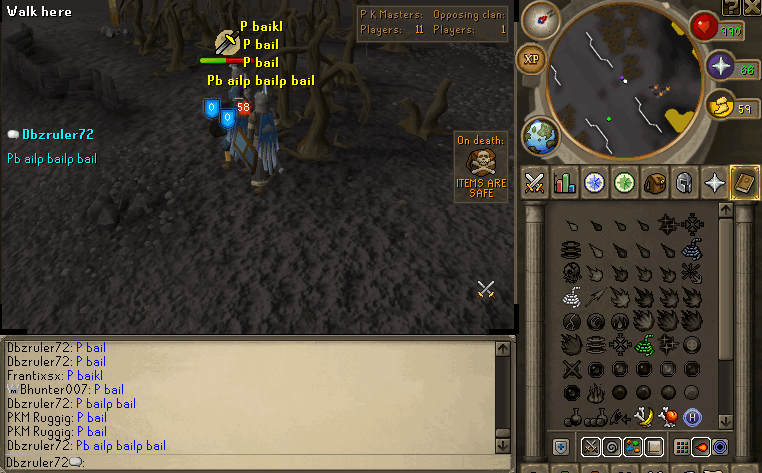 Walk here
P K Masters: Opposing clan:
Players: 11 Players: 1
P baikl
P bail
P bail
Pb ailp bailp bail
0
58
0
Dbzruler72
Pb ailp bailp bail
On death:
ITEMS ARE
SAFE
990
XP
66
59
Dbzruler72: P bail
Dbzruler72: P bail
Frantixsx: P baikl
Bhunter007: P bail
Dbzruler72: P bailp bail
PKM Ruggig: P bail
PKM Ruggig: P bail
Dbzruler72: Pb ailp bailp bail
Dbzruler72:
H